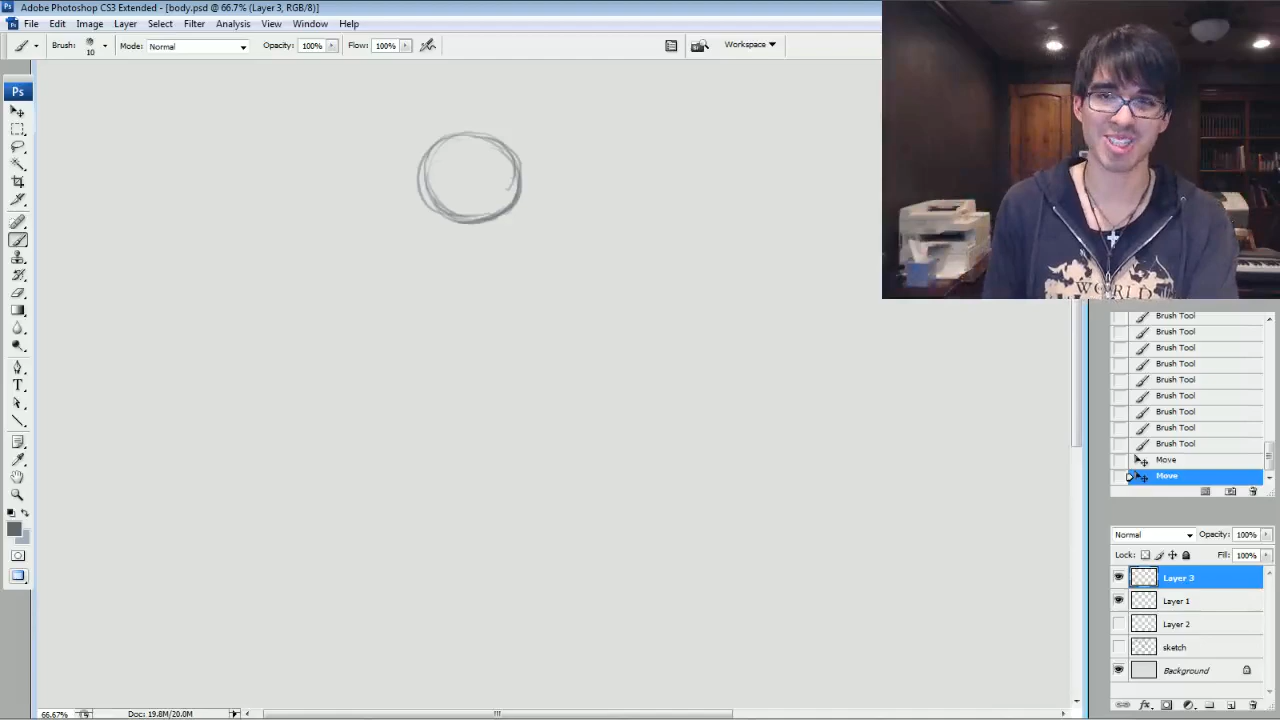 Adobe Photoshop CS3 Extended - [body.psd @ 66.7% (Layer 3, RGB/8)]
File Edit Image Layer Select Filter Analysis View Window Help
Brush: 10 Mode: Normal Opacity: 100% Flow: 100% Workspace
Ps
T
WORLD
Brush Tool
Brush Tool
Brush Tool
Brush Tool
Brush Tool
Brush Tool
Brush Tool
Brush Tool
Brush Tool
Move
Move
Normal Opacity: 100%
Lock: Fill: 100%
Layer 3
Layer 1
Layer 2
sketch
Background
fx
66.67% Doc: 19.8M/20.0M